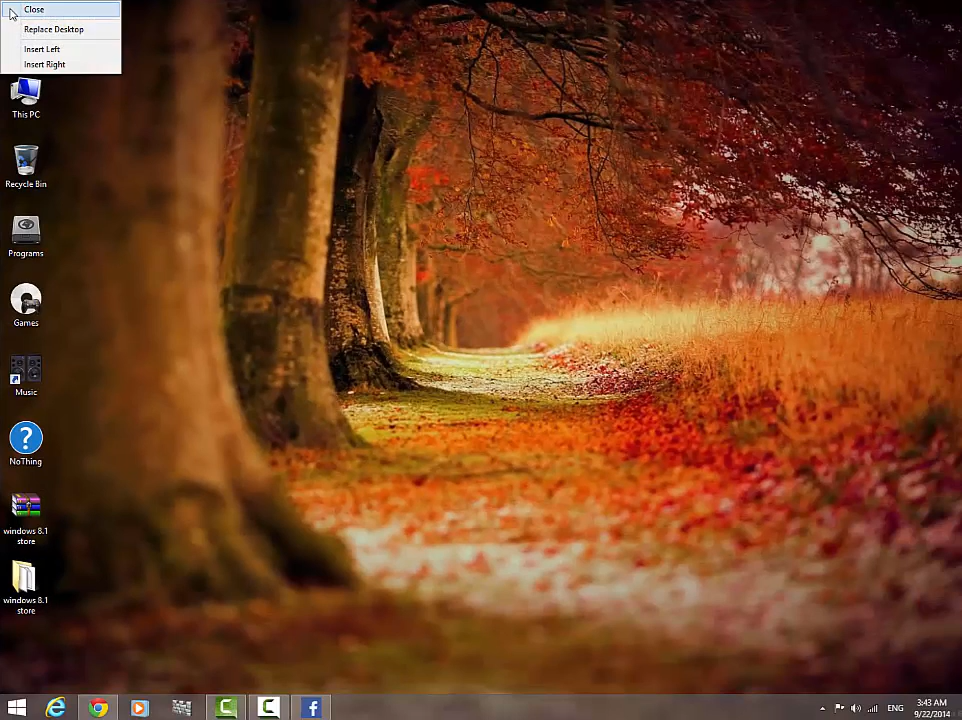 Close
Replace Desktop
Insert Left
Insert Right
This PC
Recycle Bin
Programs
Games
Music
NoThing
windows 8.1
store
windows 8.1
store
ENG
3:43 AM
9/22/2014